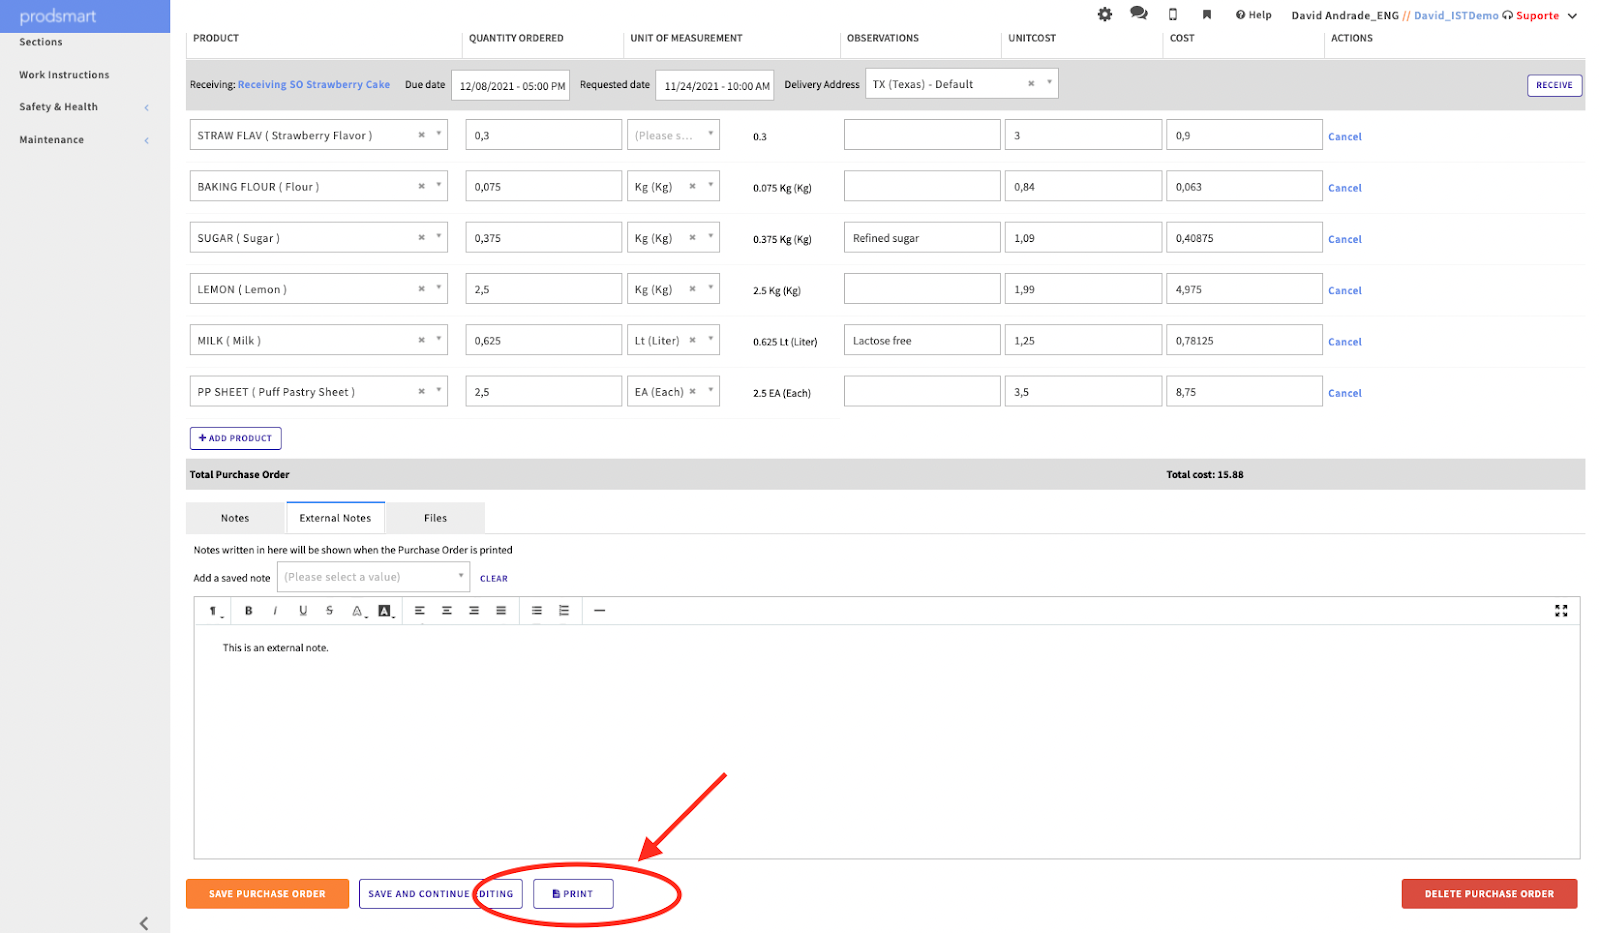 prodsmart
Help David Andrade_ENG // David_ISTDemo Suporte
Sections
Work Instructions
Safety & Health
Maintenance
PRODUCT QUANTITY ORDERED UNIT OF MEASUREMENT OBSERVATIONS UNITCOST COST ACTIONS
Receiving: Receiving SO Strawberry Cake Due date 12/08/2021 - 05:00 PM Requested date 11/24/2021 - 10:00 AM Delivery Address TX (Texas) - Default RECEIVE
STRAW FLAV ( Strawberry Flavor ) 0,3 (Please s... 0.3 3 0,9 Cancel
BAKING FLOUR ( Flour ) 0,075 Kg (Kg) 0.075 Kg (Kg) 0,84 0,063 Cancel
SUGAR ( Sugar ) 0,375 Kg (Kg) 0.375 Kg (Kg) Refined sugar 1,09 0,40875 Cancel
LEMON ( Lemon ) 2,5 Kg (Kg) 2.5 Kg (Kg) 1,99 4,975 Cancel
MILK ( Milk ) 0,625 Lt (Liter) 0.625 Lt (Liter) Lactose free 1,25 0,78125 Cancel
PP SHEET ( Puff Pastry Sheet ) 2,5 EA (Each) 2.5 EA (Each) 3,5 8,75 Cancel
+ ADD PRODUCT
Total Purchase Order Total cost: 15.88
Notes External Notes Files
Notes written in here will be shown when the Purchase Order is printed
Add a saved note (Please select a value) CLEAR
This is an external note.
SAVE PURCHASE ORDER SAVE AND CONTINUE EDITING PRINT DELETE PURCHASE ORDER